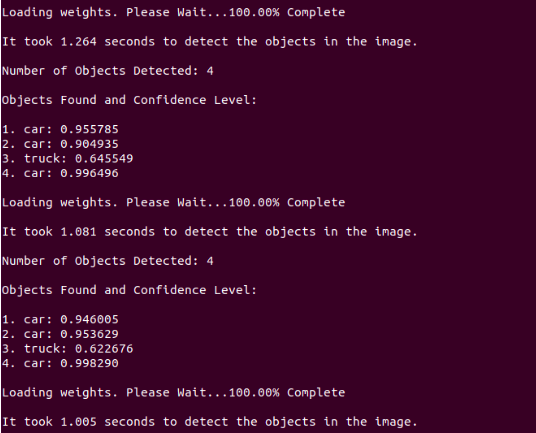 Loading weights. Please Wait...100.00% Complete
It took 1.264 seconds to detect the objects in the image.
Number of Objects Detected: 4
Objects Found and Confidence Level:
1. car: 0.955785
2. car: 0.904935
3. truck: 0.645549
4. car: 0.996496
Loading weights. Please Wait...100.00% Complete
It took 1.081 seconds to detect the objects in the image.
Number of Objects Detected: 4
Objects Found and Confidence Level:
1. car: 0.946005
2. car: 0.953629
3. truck: 0.622676
4. car: 0.998290
Loading weights. Please Wait...100.00% Complete
It took 1.005 seconds to detect the objects in the image.